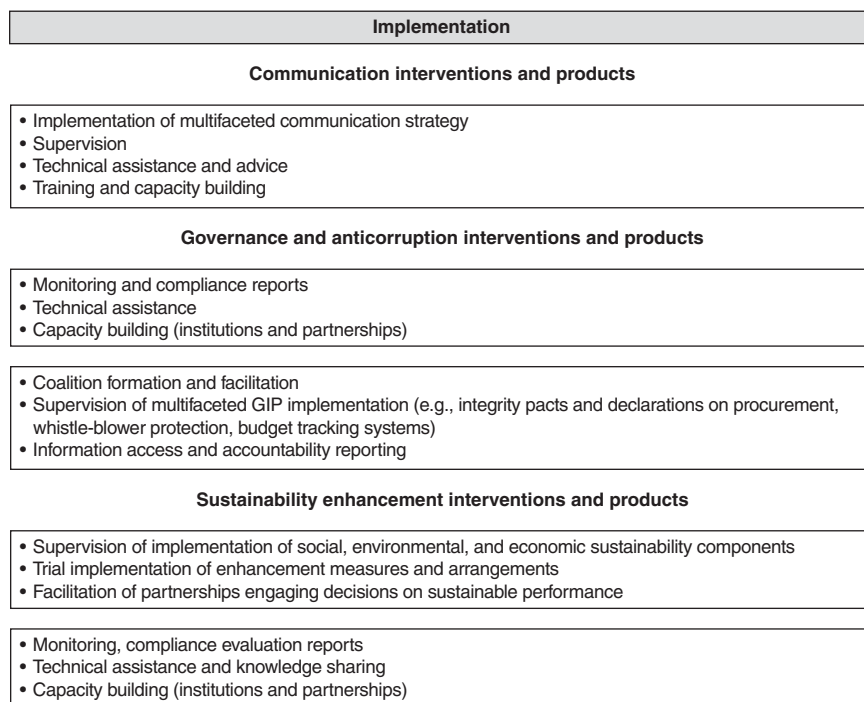 Implementation
Communication interventions and products
• Implementation of multifaceted communication strategy
• Supervision
• Technical assistance and advice
• Training and capacity building
Governance and anticorruption interventions and products
• Monitoring and compliance reports
• Technical assistance
• Capacity building (institutions and partnerships)
• Coalition formation and facilitation
• Supervision of multifaceted GIP implementation (e.g., integrity pacts and declarations on procurement,
whistle-blower protection, budget tracking systems)
• Information access and accountability reporting
Sustainability enhancement interventions and products
• Supervision of implementation of social, environmental, and economic sustainability components
• Trial implementation of enhancement measures and arrangements
• Facilitation of partnerships engaging decisions on sustainable performance
• Monitoring, compliance evaluation reports
• Technical assistance and knowledge sharing
• Capacity building (institutions and partnerships)